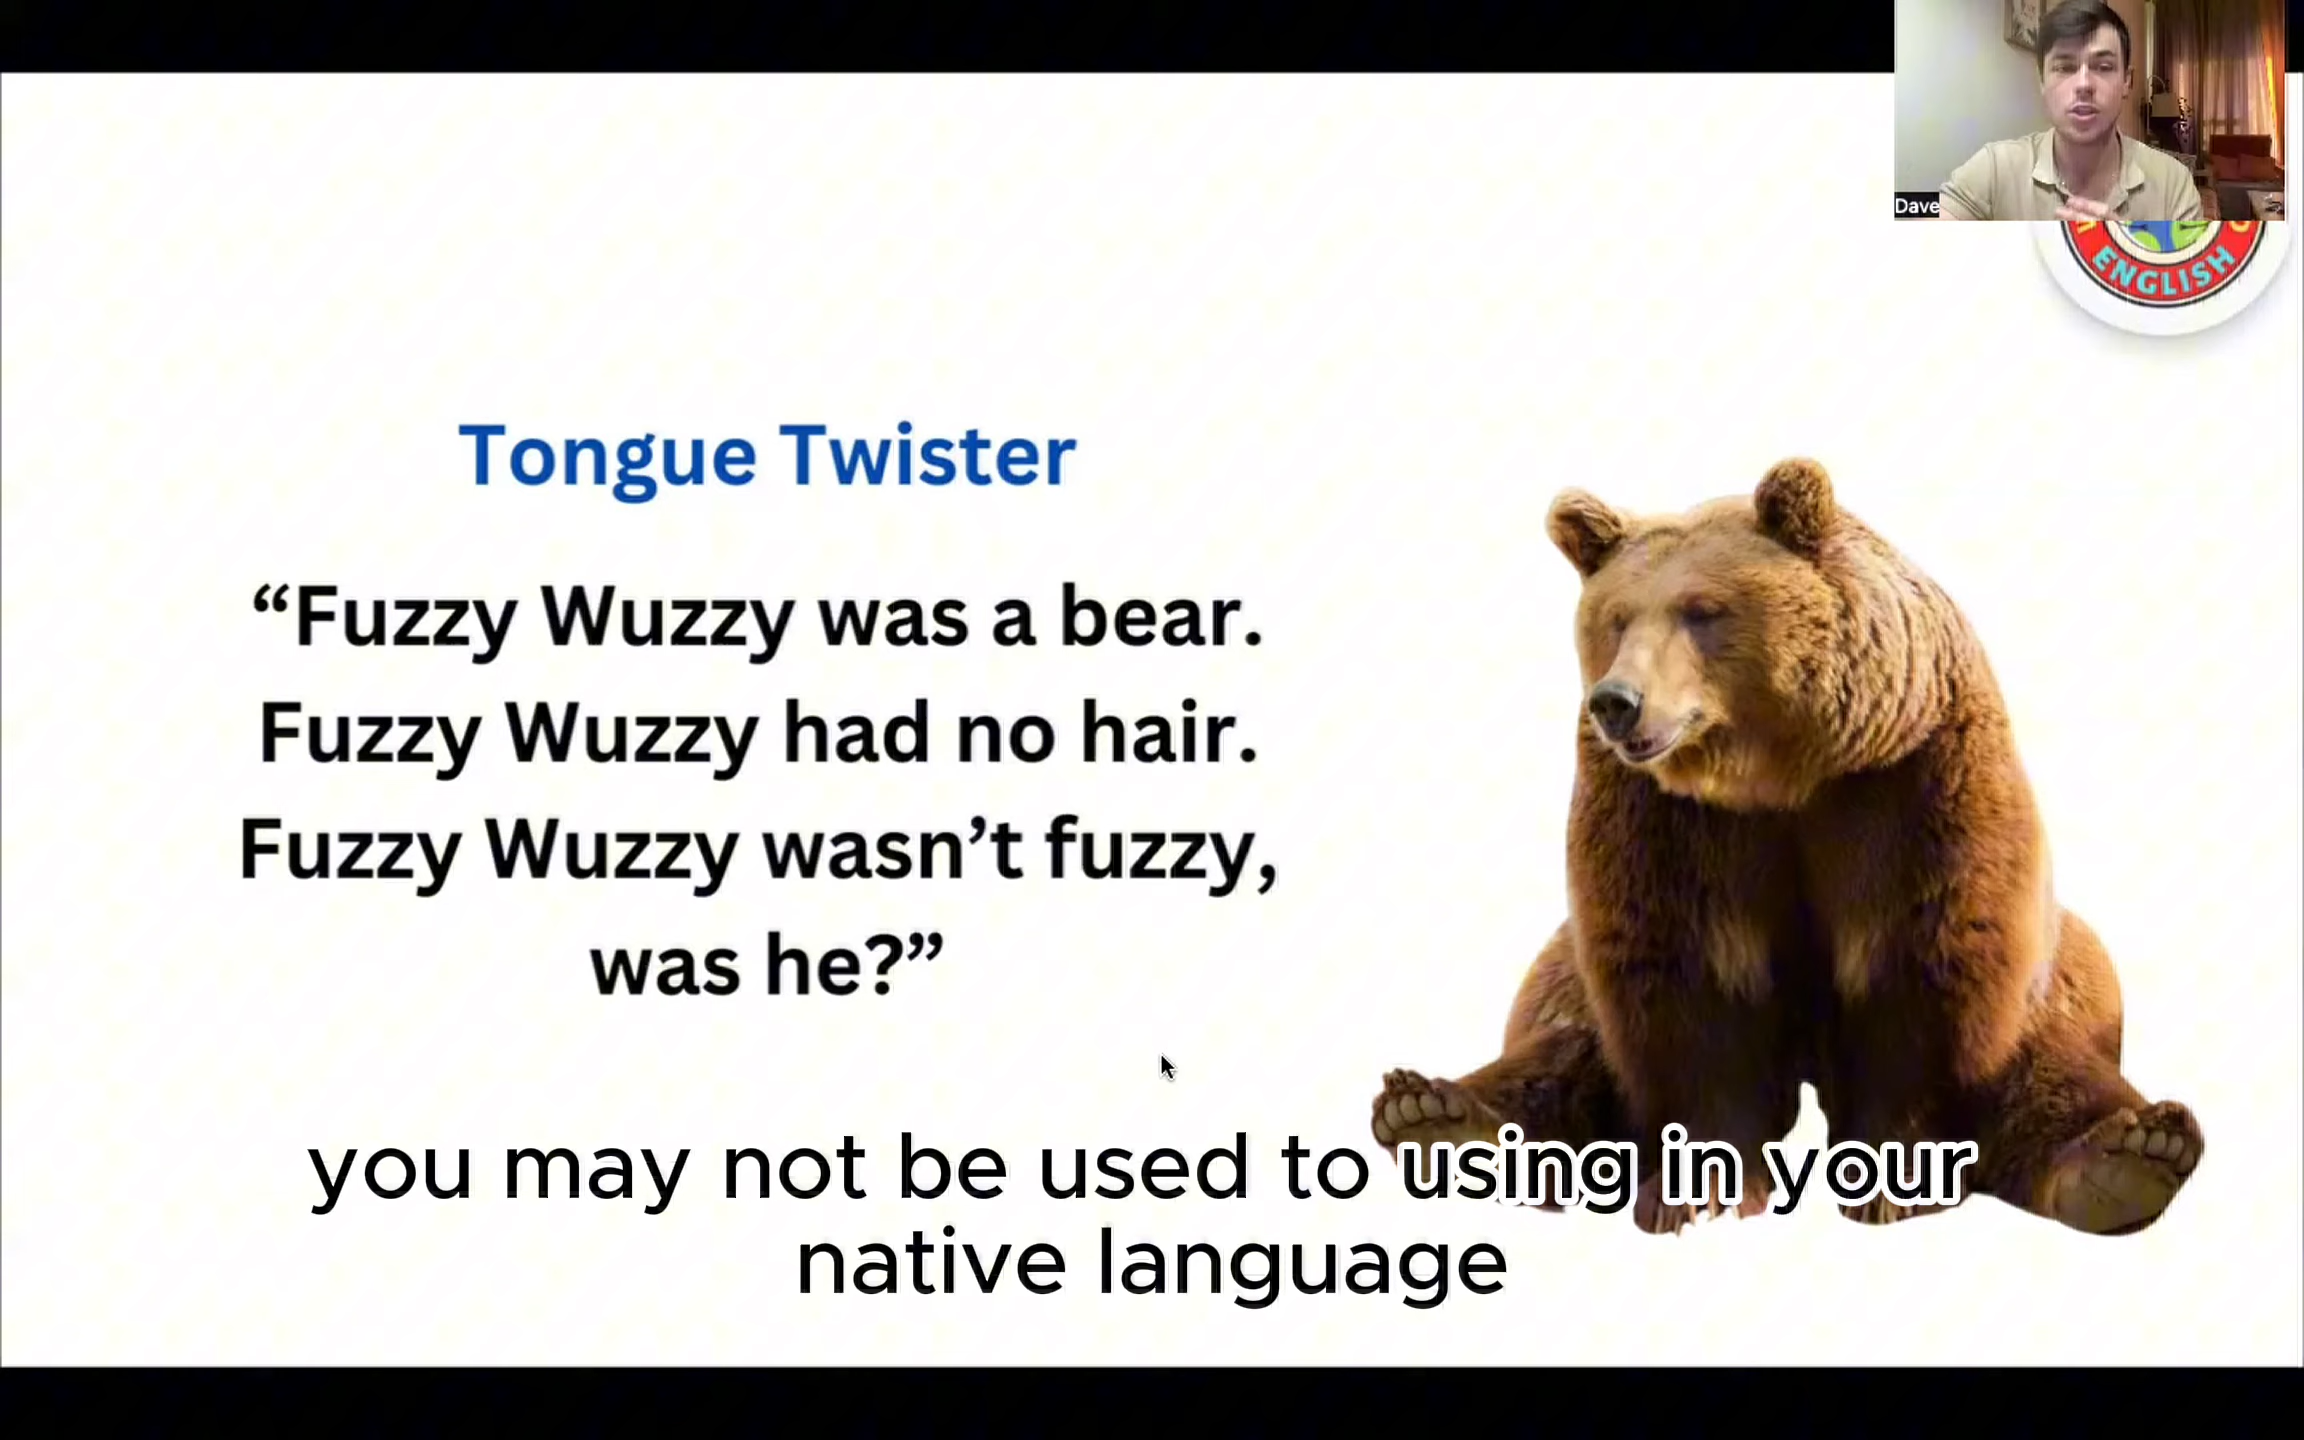 Dave
ENGLISH
Tongue Twister
“Fuzzy Wuzzy was a bear.
Fuzzy Wuzzy had no hair.
Fuzzy Wuzzy wasn’t fuzzy,
was he?”
you may not be used to using in your
native language